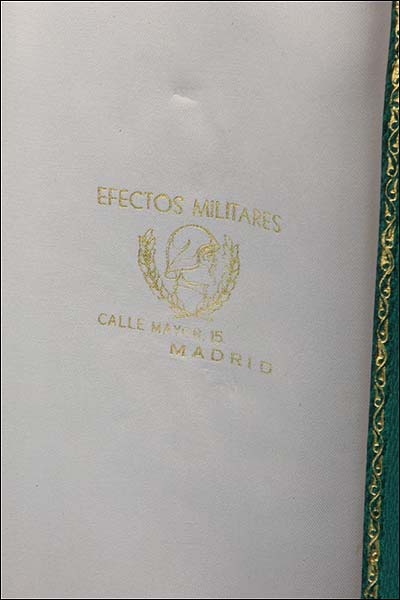 EFECTOS MILITARES
CALLE MAYOR, 15.
MADRID